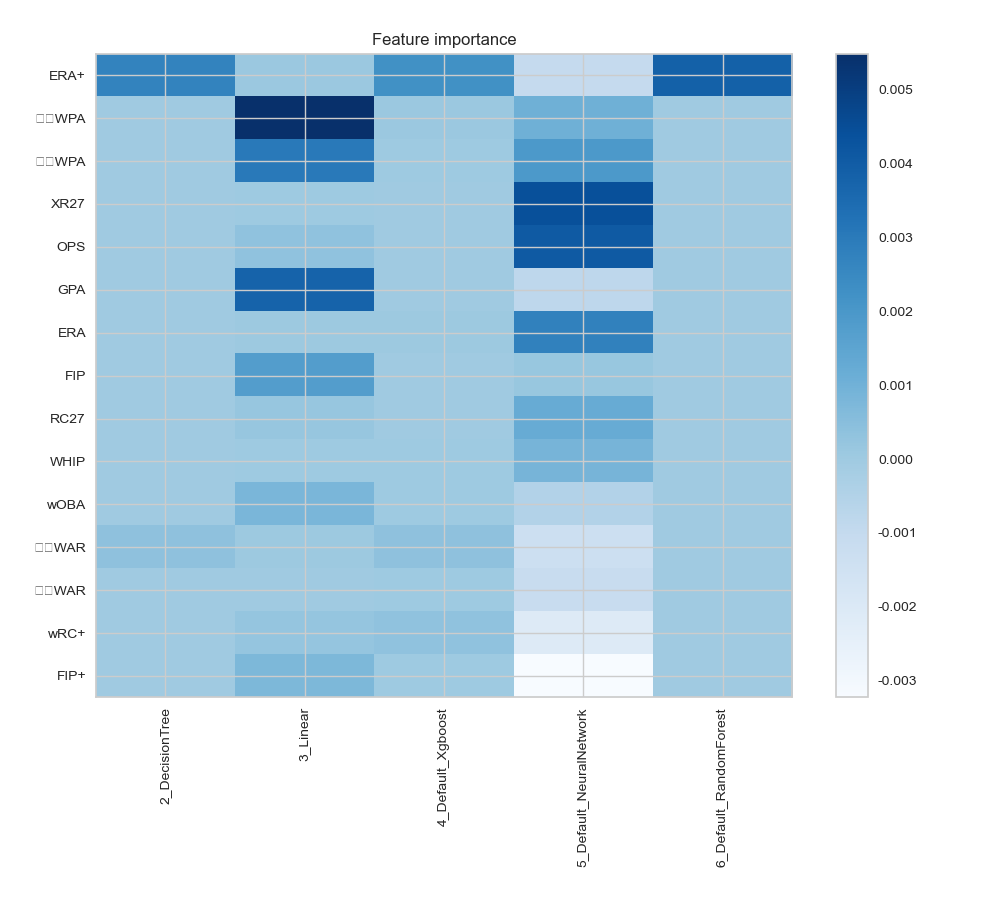 Feature importance
ERA+
□□WPA
□□WPA
XR27
OPS
GPA
ERA
FIP
RC27
WHIP
wOBA
□□WAR
□□WAR
wRC+
FIP+
2_DecisionTree
3_Linear
4_Default_Xgboost
5_Default_NeuralNetwork
6_Default_RandomForest
0.005
0.004
0.003
0.002
0.001
0.000
-0.001
-0.002
-0.003